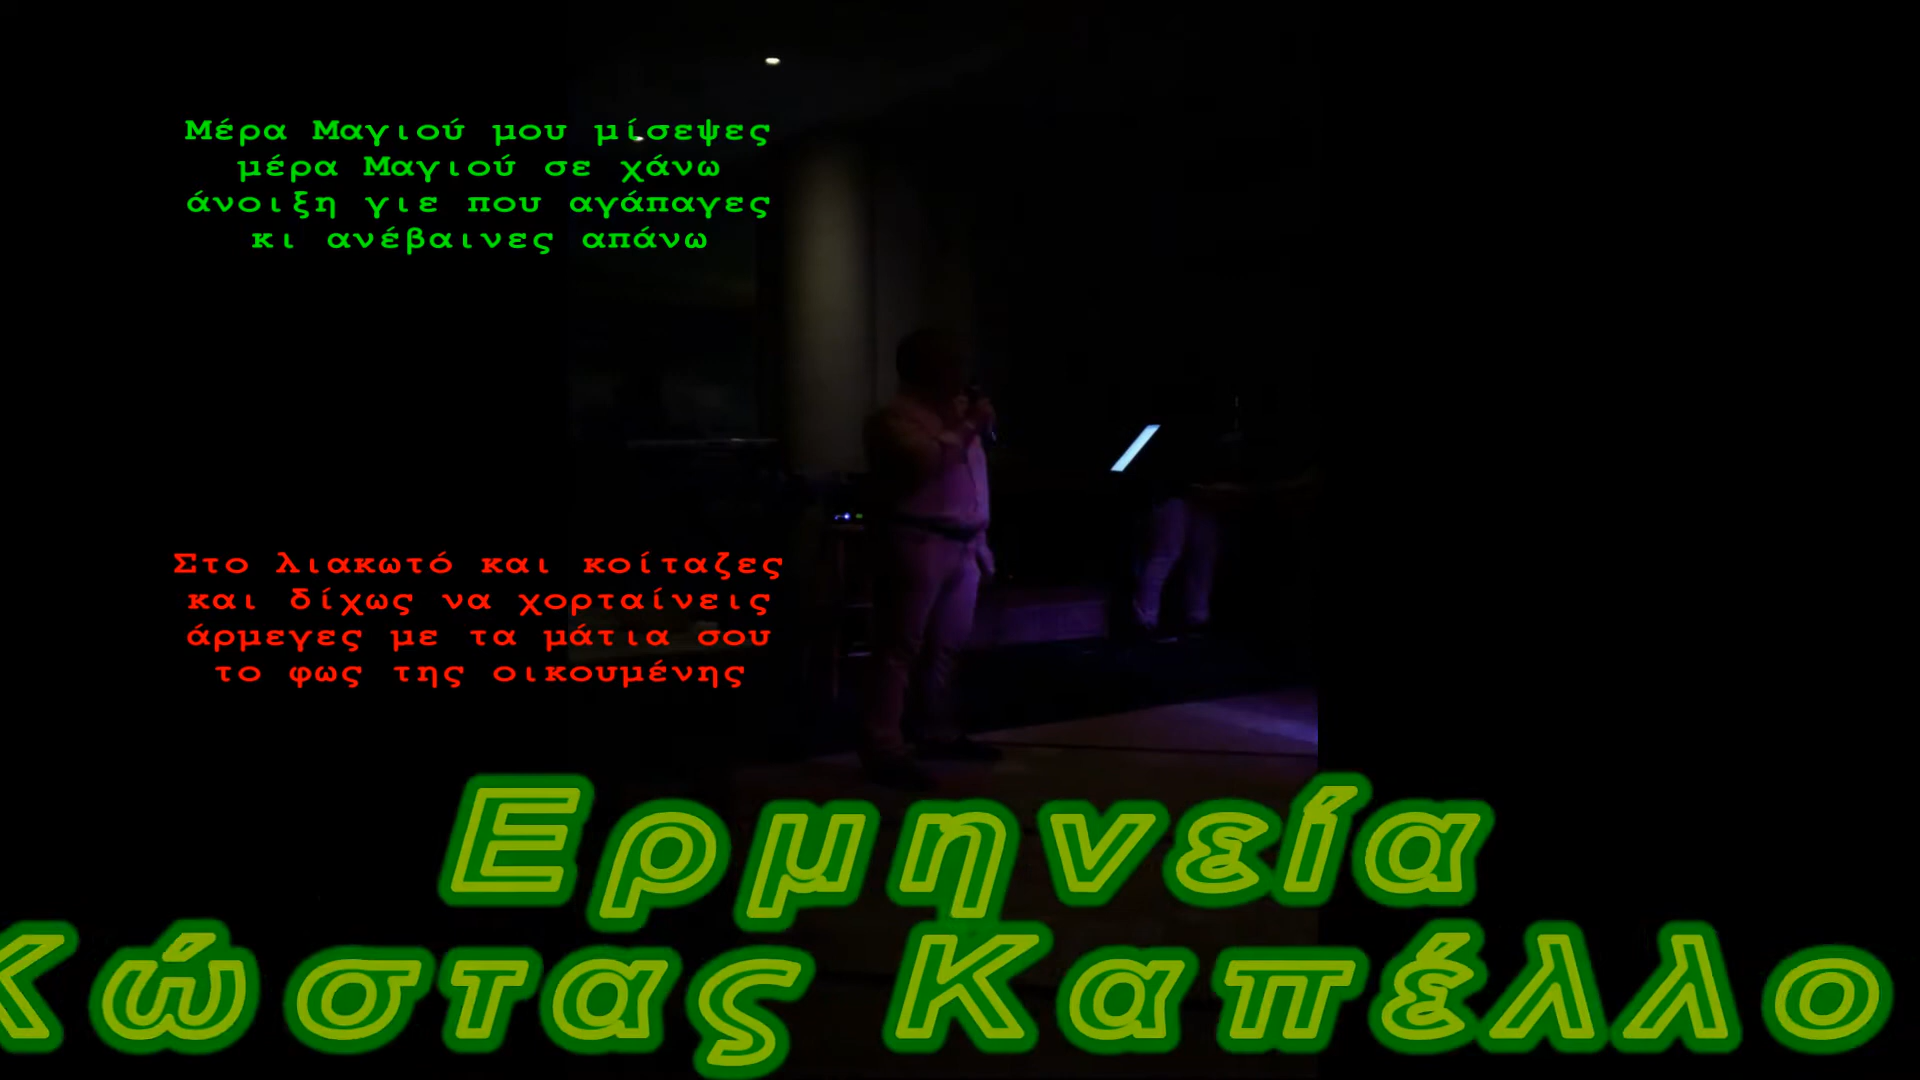 Μέρα Μαγιού μου μίσεψες
μέρα Μαγιού σε χάνω
άνοιξη γιε που αγάπαγες
κι ανέβαινες απάνω
Στο λιακωτό και κοίταζες
και δίχως να χορταίνεις
άρμεγες με τα μάτια σου
το φως της οικουμένης
Ερμηνεία
Κώστας Καπέλλο